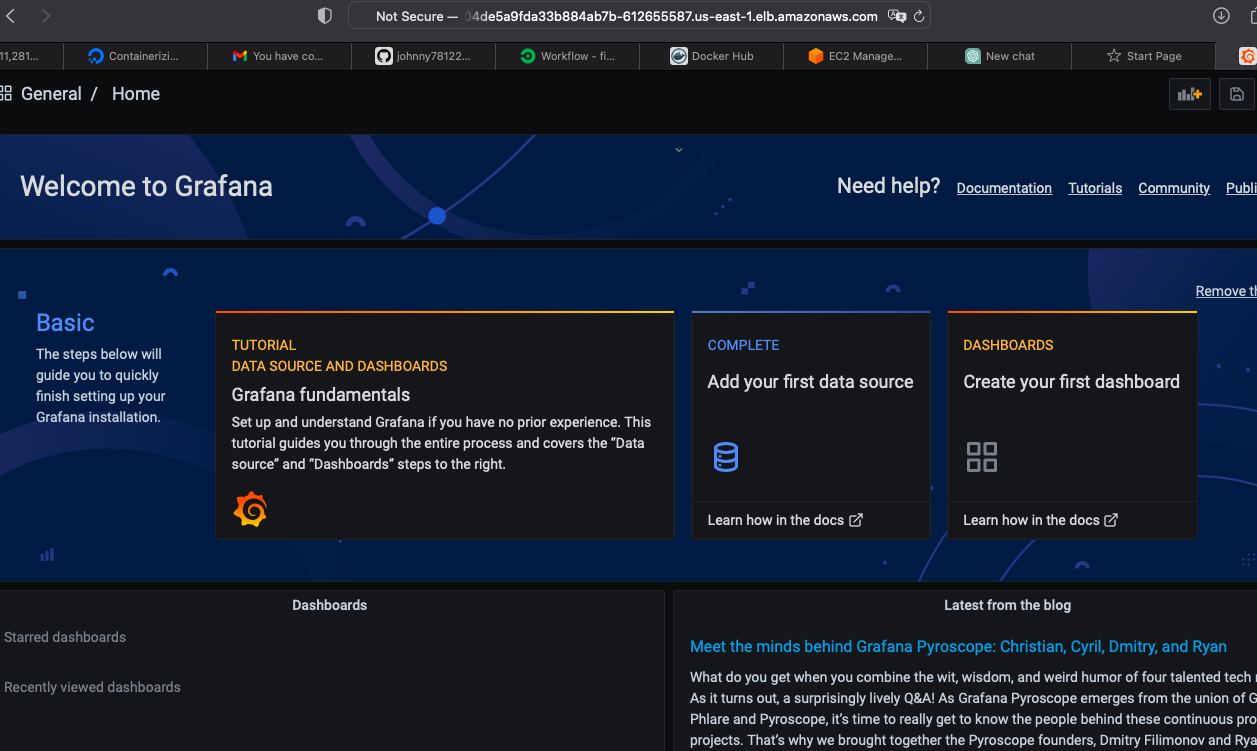 Not Secure — 04de5a9fda33b884ab7b-612655587.us-east-1.elb.amazonaws.com
11,281... Containerizi... You have co... johnny78122... Workflow - fi... Docker Hub EC2 Manage... New chat Start Page
General / Home
Welcome to Grafana
Need help? Documentation Tutorials Community Publi
Remove th
Basic
The steps below will
guide you to quickly
finish setting up your
Grafana installation.
TUTORIAL
DATA SOURCE AND DASHBOARDS
Grafana fundamentals
Set up and understand Grafana if you have no prior experience. This
tutorial guides you through the entire process and covers the “Data
source” and “Dashboards” steps to the right.
COMPLETE
Add your first data source
Learn how in the docs
DASHBOARDS
Create your first dashboard
Learn how in the docs
Dashboards
Starred dashboards
Recently viewed dashboards
Latest from the blog
Meet the minds behind Grafana Pyroscope: Christian, Cyril, Dmitry, and Ryan
What do you get when you combine the wit, wisdom, and weird humor of four talented tech
As it turns out, a surprisingly lively Q&A! As Grafana Pyroscope emerges from the union of G
Phlare and Pyroscope, it’s time to really get to know the people behind these continuous pro
projects. That’s why we brought together the Pyroscope founders, Dmitry Filimonov and Rya